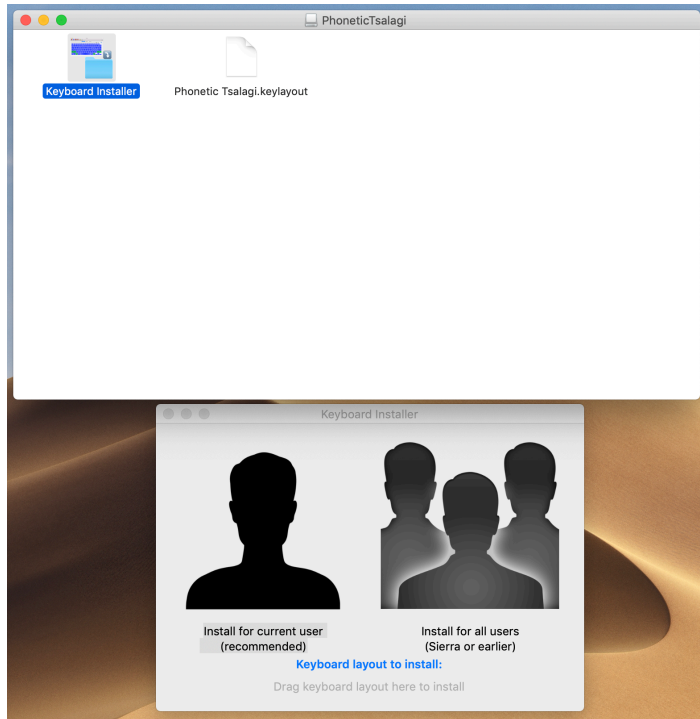 PhoneticTsalagi
Keyboard Installer
Phonetic Tsalagi.keylayout
Keyboard Installer
Install for current user
(recommended)
Install for all users
(Sierra or earlier)
Keyboard layout to install:
Drag keyboard layout here to install